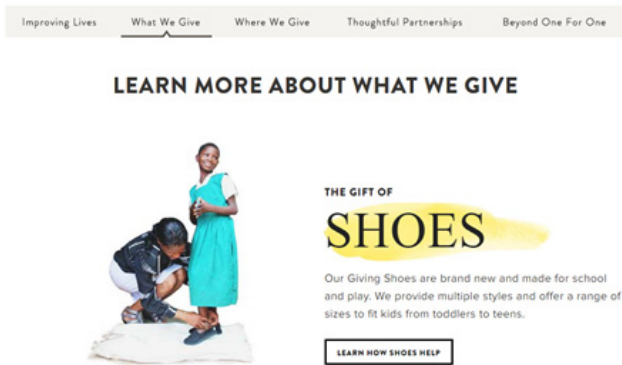 Improving Lives What We Give Where We Give Thoughtful Partnerships Beyond One For One
LEARN MORE ABOUT WHAT WE GIVE
THE GIFT OF
SHOES
Our Giving Shoes are brand new and made for school
and play. We provide multiple styles and offer a range of
sizes to fit kids from toddlers to teens.
LEARN HOW SHOES HELP